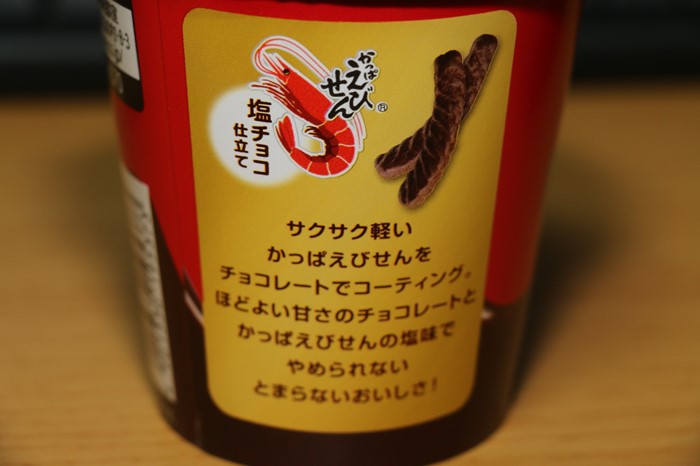 かっぱ
えび
せん
®
塩チョコ
仕立て
サクサク軽い
かっぱえびせんを
チョコレートでコーティング。
ほどよい甘さのチョコレートと
かっぱえびせんの塩味で
やめられない
とまらないおいしさ!